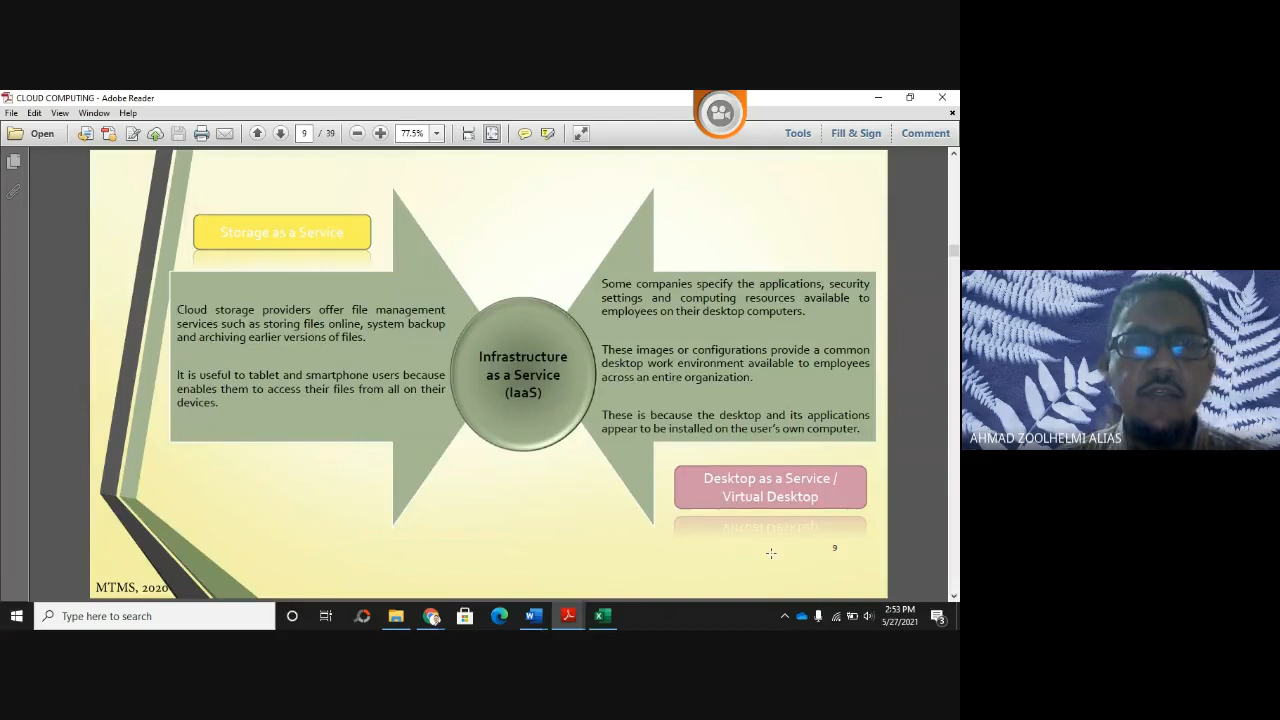 CLOUD COMPUTING - Adobe Reader
File Edit View Window Help
Open
9 / 39
77.5%
Tools Fill & Sign Comment
Storage as a Service
Cloud storage providers offer file management
services such as storing files online, system backup
and archiving earlier versions of files.
It is useful to tablet and smartphone users because
enables them to access their files from all on their
devices.
Infrastructure
as a Service
(IaaS)
Some companies specify the applications, security
settings and computing resources available to
employees on their desktop computers.
These images or configurations provide a common
desktop work environment available to employees
across an entire organization.
These is because the desktop and its applications
appear to be installed on the user's own computer.
Desktop as a Service /
Virtual Desktop
9
MTMS, 2020
AHMAD ZOOLHELMI ALIAS
Type here to search
2:53 PM
5/27/2021
3